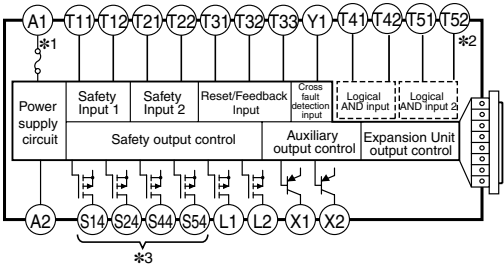 A1 T11 T12 T21 T22 T31 T32 T33 Y1 T41 T42 T51 T52
*1
*2
Power supply circuit
Safety Input 1
Safety Input 2
Reset/Feedback Input
Cross fault detection input
Logical AND input
Logical AND input 2
Safety output control
Auxiliary output control
Expansion Unit output control
A2 S14 S24 S44 S54 L1 L2 X1 X2
*3